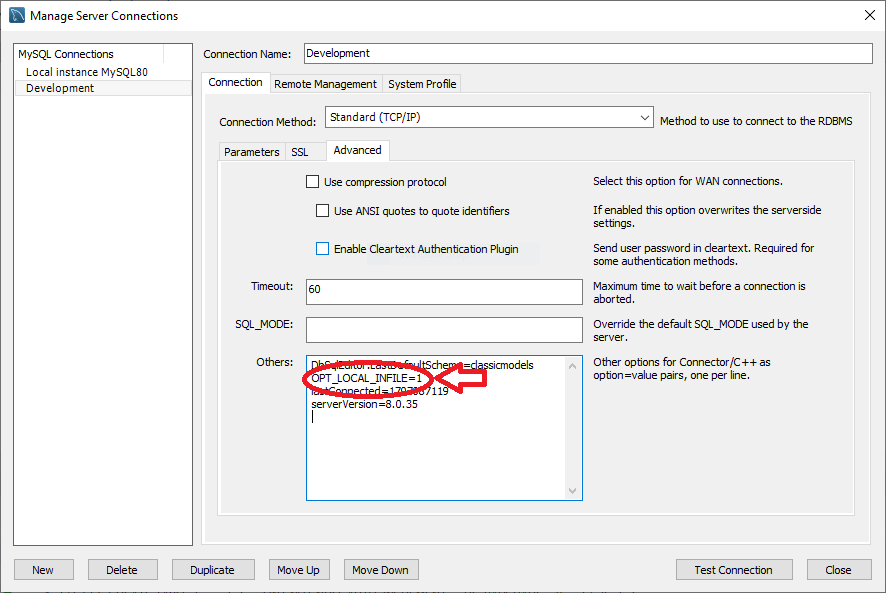 Manage Server Connections
MySQL Connections
Local instance MySQL80
Development
Connection Name: Development
Connection Remote Management System Profile
Connection Method: Standard (TCP/IP) Method to use to connect to the RDBMS
Parameters SSL Advanced
Use compression protocol Select this option for WAN connections.
Use ANSI quotes to quote identifiers If enabled this option overwrites the serverside
settings.
Enable Cleartext Authentication Plugin Send user password in cleartext. Required for
some authentication methods.
Timeout: 60 Maximum time to wait before a connection is
aborted.
SQL_MODE: Override the default SQL_MODE used by the
server.
Others: DbSqlEditor:LastDefaultSchema=classicmodels Other options for Connector/C++ as
OPT_LOCAL_INFILE=1 option=value pairs, one per line.
serverVersion=8.0.35
New Delete Duplicate Move Up Move Down Test Connection Close